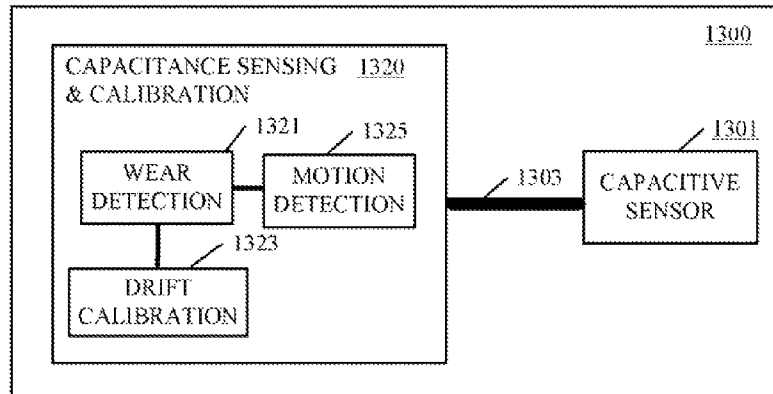 1300
CAPACITANCE SENSING 1320
& CALIBRATION
1321
1325
WEAR
DETECTION
MOTION
DETECTION
1323
DRIFT
CALIBRATION
1303
1301
CAPACITIVE
SENSOR